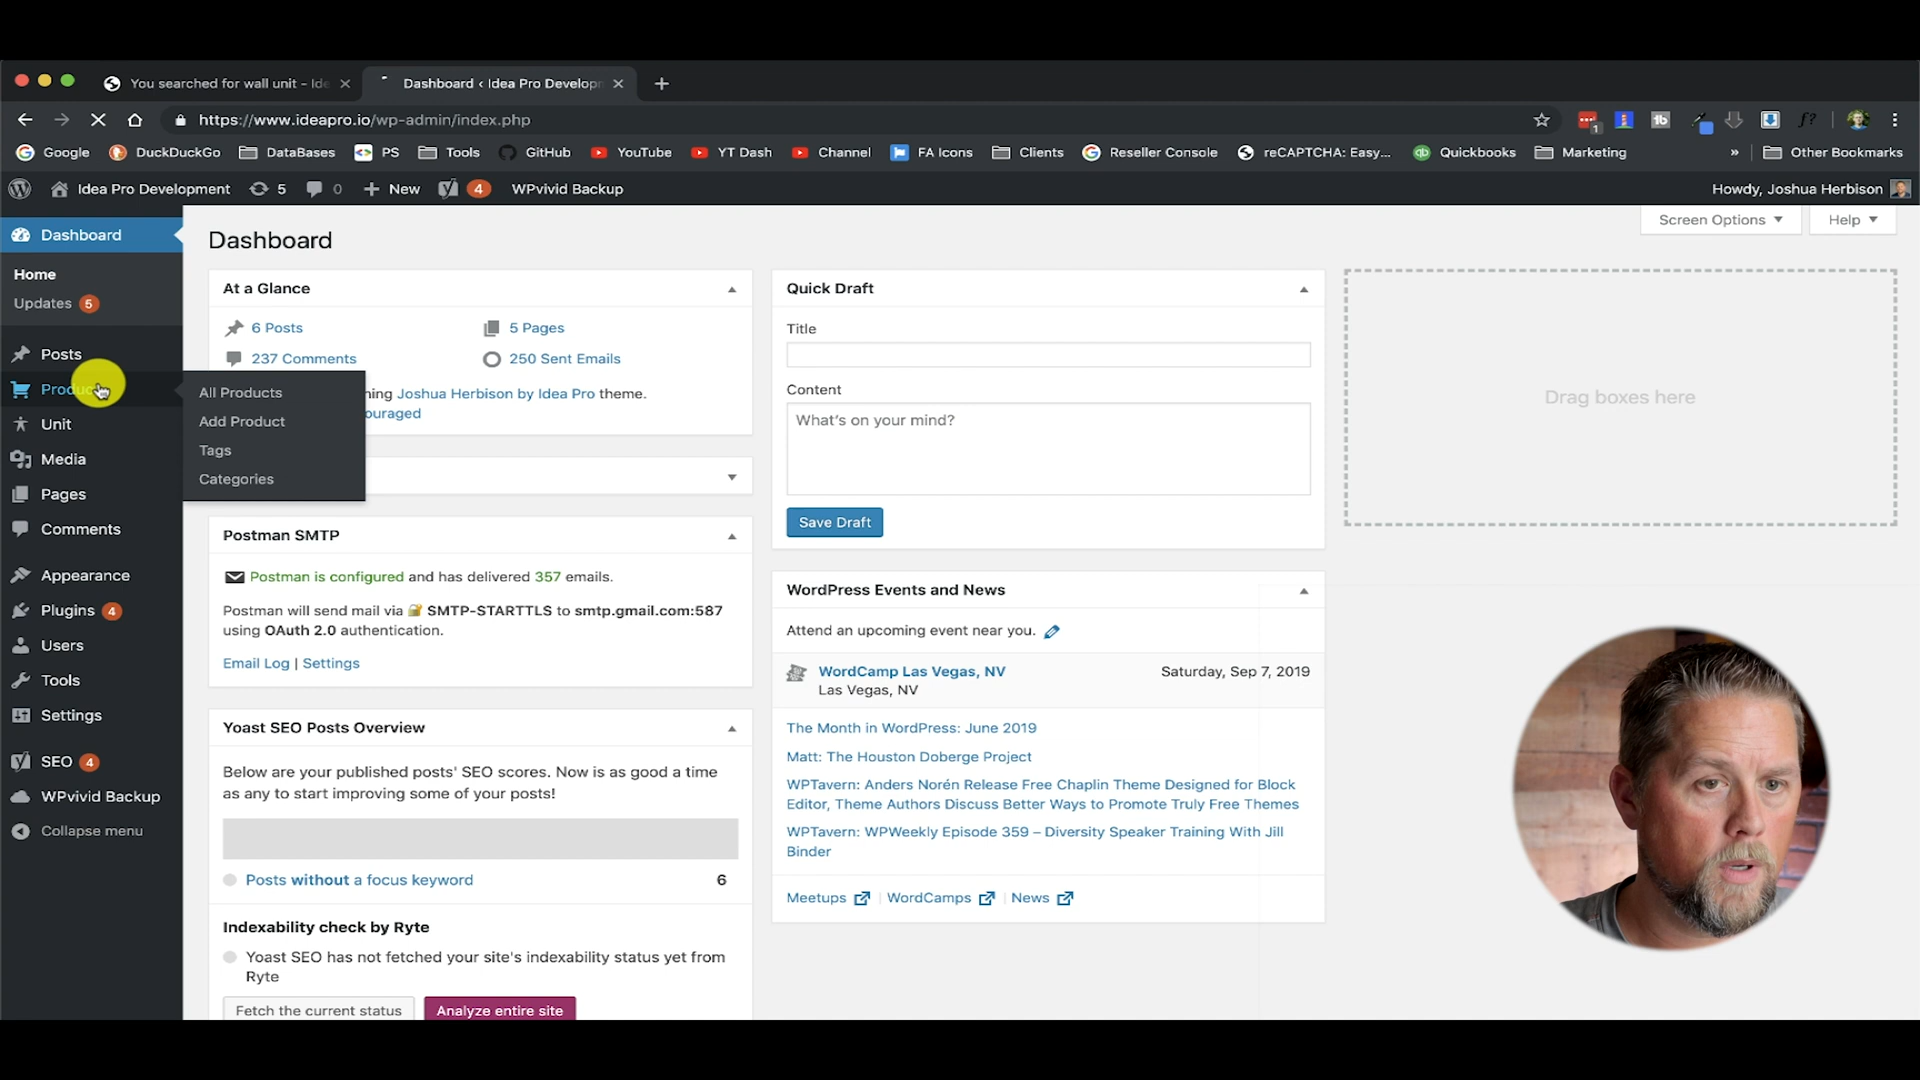 You searched for wall unit – Ide
Dashboard ‹ Idea Pro Develop
https://www.ideapro.io/wp-admin/index.php
1
Google
DuckDuckGo
DataBases
PS
Tools
GitHub
YouTube
YT Dash
Channel
FA Icons
Clients
Reseller Console
reCAPTCHA: Easy...
Quickbooks
Marketing
»
Other Bookmarks
Idea Pro Development
5
0
New
4
WPvivid Backup
Howdy, Joshua Herbison
Screen Options
Help
Dashboard
Home
Updates 5
Posts
Unit
Media
Pages
Comments
Appearance
Plugins 4
Users
Tools
Settings
SEO 4
WPvivid Backup
Collapse menu
All Products
Add Product
Tags
Categories
Dashboard
At a Glance
6 Posts
5 Pages
237 Comments
250 Sent Emails
ning Joshua Herbison by Idea Pro theme.
ouraged
Postman SMTP
Postman is configured and has delivered 357 emails.
Postman will send mail via SMTP-STARTTLS to smtp.gmail.com:587
using OAuth 2.0 authentication.
Email Log | Settings
Yoast SEO Posts Overview
Below are your published posts' SEO scores. Now is as good a time
as any to start improving some of your posts!
Posts without a focus keyword 6
Indexability check by Ryte
Yoast SEO has not fetched your site's indexability status yet from
Ryte
Fetch the current status
Analyze entire site
Quick Draft
Title
Content
What's on your mind?
Save Draft
WordPress Events and News
Attend an upcoming event near you.
WordCamp Las Vegas, NV Saturday, Sep 7, 2019
Las Vegas, NV
The Month in WordPress: June 2019
Matt: The Houston Doberge Project
WPTavern: Anders Norén Release Free Chaplin Theme Designed for Block
Editor, Theme Authors Discuss Better Ways to Promote Truly Free Themes
WPTavern: WPWeekly Episode 359 – Diversity Speaker Training With Jill
Binder
Meetups | WordCamps | News
Drag boxes here